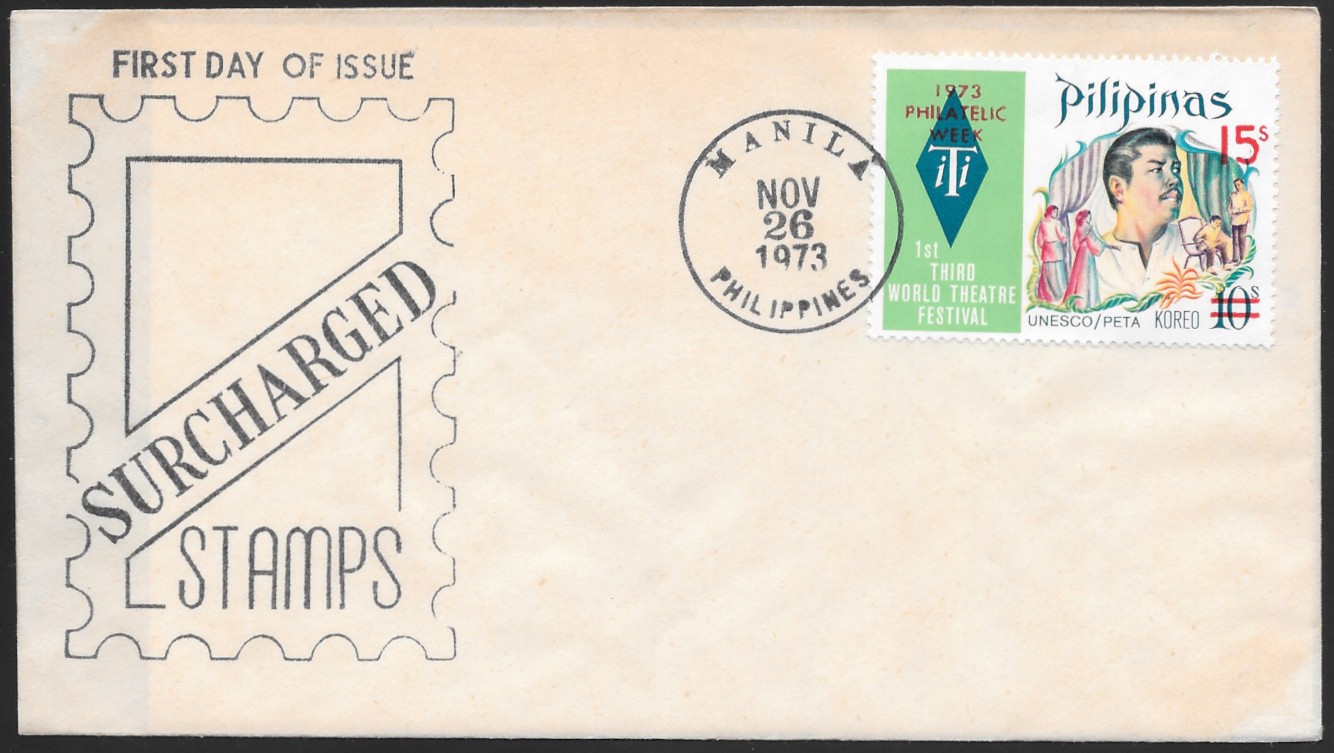 FIRST DAY OF ISSUE
SURCHARGED
STAMPS
MANILA
NOV
26
1973
PHILIPPINES
1973
PHILATELIC
WEEK
iTi
1st
THIRD
WORLD THEATRE
FESTIVAL
Pilipinas
15s
UNESCO/PETA KOREO 10s